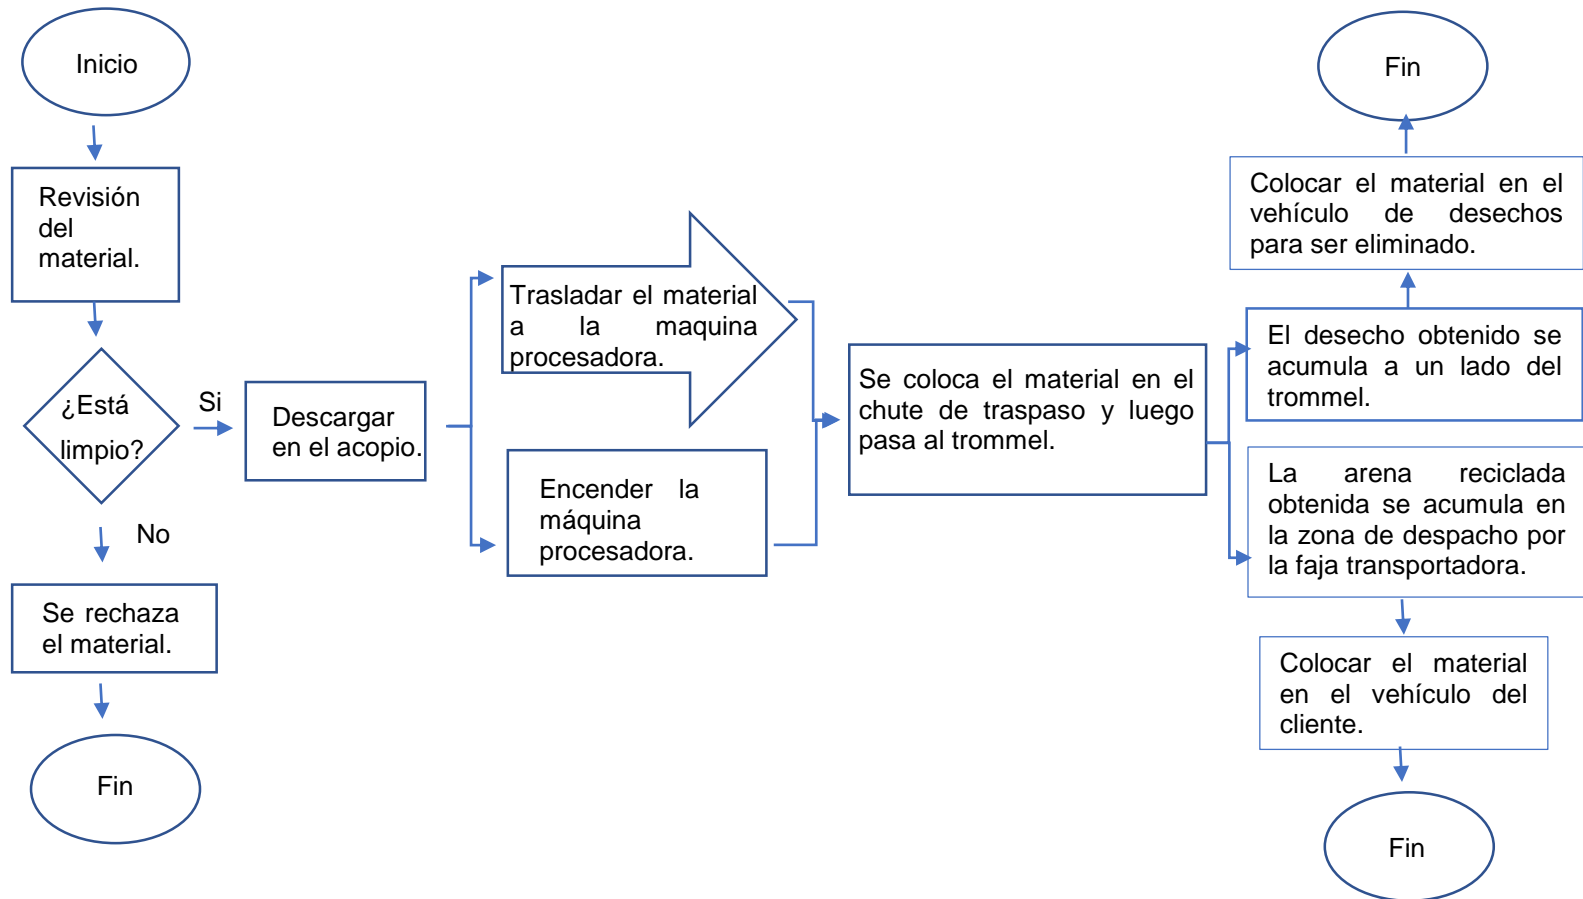 Inicio
Revisión
del
material.
¿Está
limpio?
Si
No
Se rechaza
el material.
Fin
Descargar
en el acopio.
Trasladar el material
a la maquina
procesadora.
Encender la
máquina
procesadora.
Se coloca el material en el
chute de traspaso y luego
pasa al trommel.
Fin
Colocar el material en el
vehículo de desechos
para ser eliminado.
El desecho obtenido se
acumula a un lado del
trommel.
La arena reciclada
obtenida se acumula en
la zona de despacho por
la faja transportadora.
Colocar el material
en el vehículo del
cliente.
Fin